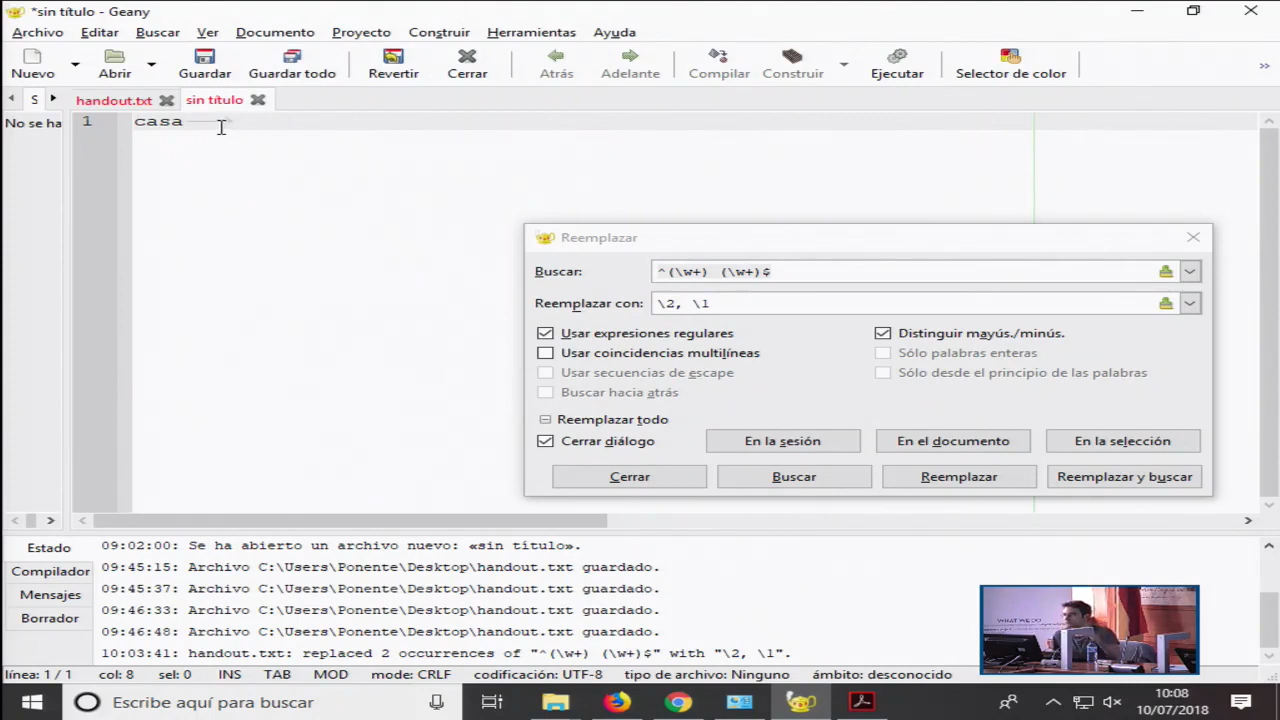 *sin título - Geany
Archivo Editar Buscar Ver Documento Proyecto Construir Herramientas Ayuda
Nuevo Abrir Guardar Guardar todo Revertir Cerrar Atrás Adelante Compilar Construir Ejecutar Selector de color
S handout.txt sin título
No se ha
1 casa
Reemplazar
Buscar: ^(\w+) (\w+)$
Reemplazar con: \2, \1
Usar expresiones regulares Distinguir mayús./minús.
Usar coincidencias multilíneas Sólo palabras enteras
Usar secuencias de escape Sólo desde el principio de las palabras
Buscar hacia atrás
Reemplazar todo
Cerrar diálogo En la sesión En el documento En la selección
Cerrar Buscar Reemplazar Reemplazar y buscar
Estado 09:02:00: Se ha abierto un archivo nuevo: «sin título».
Compilador 09:45:15: Archivo C:\Users\Ponente\Desktop\handout.txt guardado.
Mensajes 09:45:37: Archivo C:\Users\Ponente\Desktop\handout.txt guardado.
Borrador 09:46:33: Archivo C:\Users\Ponente\Desktop\handout.txt guardado.
09:46:48: Archivo C:\Users\Ponente\Desktop\handout.txt guardado.
10:03:41: handout.txt: replaced 2 occurrences of "^(\w+) (\w+)$" with "\2, \1".
WHAT WE DO
línea: 1 / 1 col: 8 sel: 0 INS TAB MOD mode: CRLF codificación: UTF-8 tipo de archivo: Ninguno ámbito: desconocido
Escribe aquí para buscar
10:08
10/07/2018